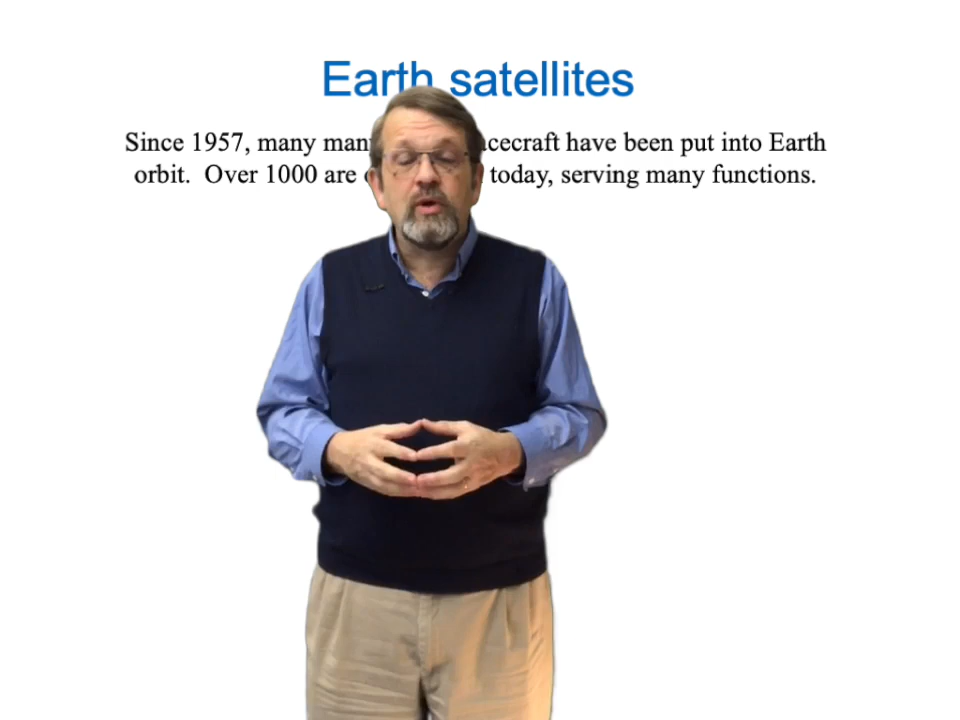 Earth satellites
Since 1957, many have been put into Earth
orbit. Over 1000 are today, serving many functions.